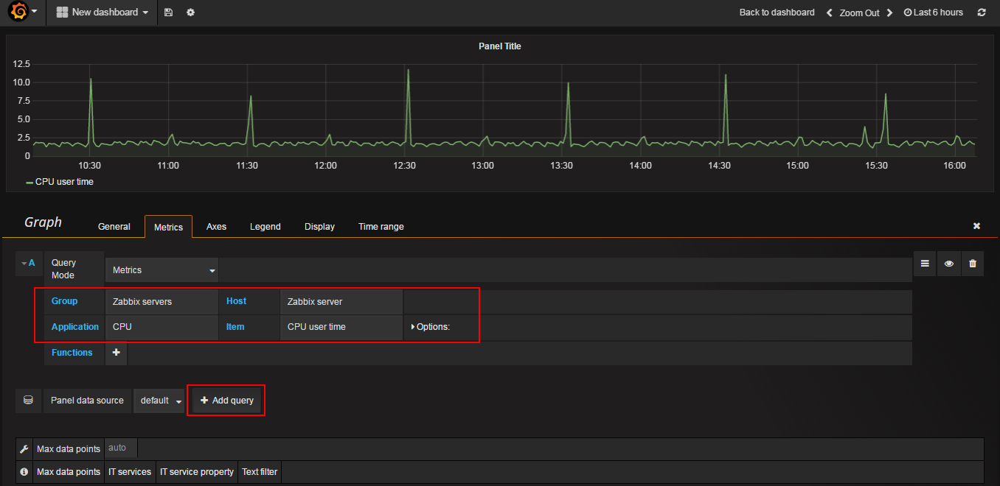 New dashboard
Back to dashboard Zoom Out Last 6 hours
Panel Title
12.5
10.0
7.5
5.0
2.5
0
10:30 11:00 11:30 12:00 12:30 13:00 13:30 14:00 14:30 15:00 15:30 16:00
CPU user time
Graph General Metrics Axes Legend Display Time range
A Query Mode Metrics
Group Zabbix servers Host Zabbix server
Application CPU Item CPU user time Options:
Functions
Panel data source default Add query
Max data points auto
Max data points IT services IT service property Text filter